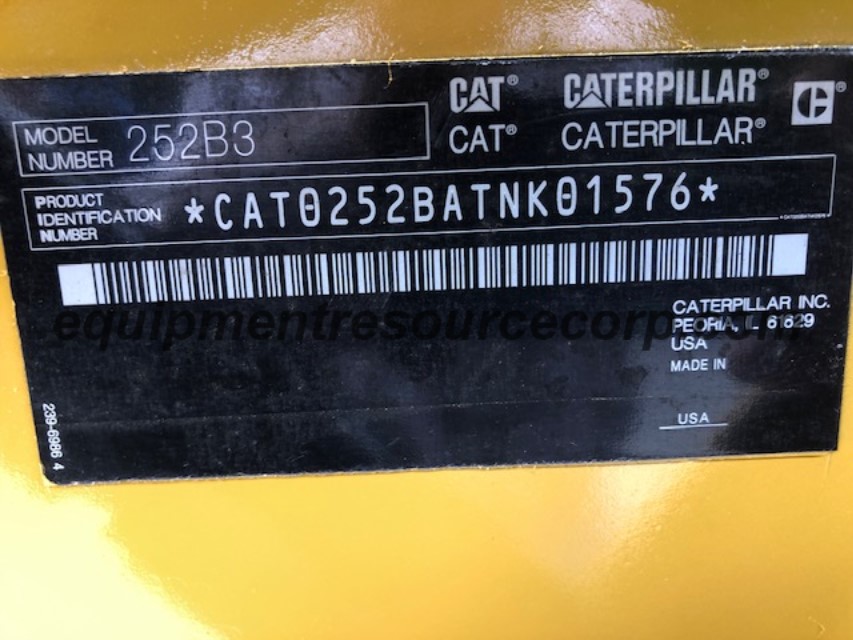 CAT® CATERPILLAR®
CAT® CATERPILLAR®
MODEL NUMBER 252B3
PRODUCT IDENTIFICATION NUMBER *CAT0252BATNK01576*
equipmentresourcecorp.com
CATERPILLAR INC.
PEORIA, IL 61629
USA
MADE IN
USA
239-6986 4